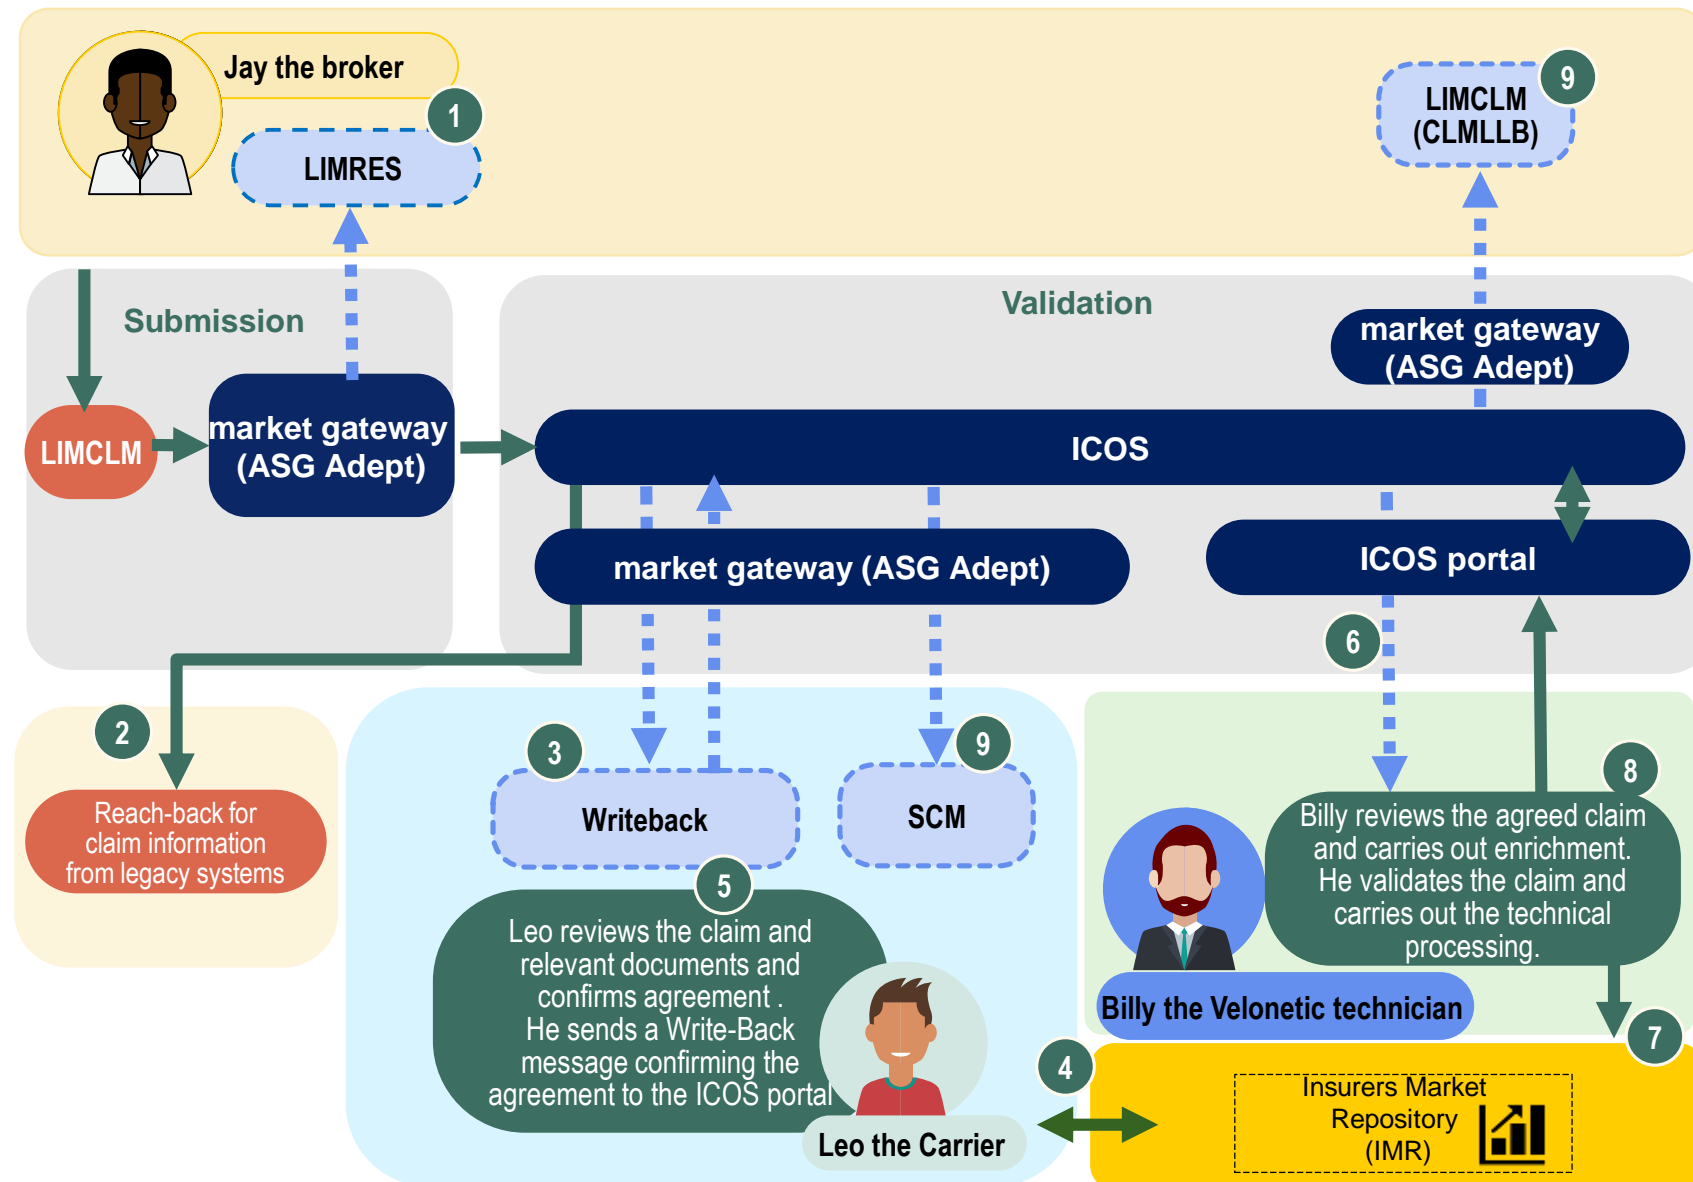 Jay the broker
1
LIMRES
9
LIMCLM
(CLMLLB)
Submission
Validation
market gateway
(ASG Adept)
LIMCLM
market gateway
(ASG Adept)
ICOS
market gateway (ASG Adept)
ICOS portal
6
2
Reach-back for
claim information
from legacy systems
3
Writeback
9
SCM
5
Leo reviews the claim and
relevant documents and
confirms agreement .
He sends a Write-Back
message confirming the
agreement to the ICOS portal
Leo the Carrier
8
Billy reviews the agreed claim
and carries out enrichment.
He validates the claim and
carries out the technical
processing.
Billy the Velonetic technician
7
4
Insurers Market
Repository
(IMR)